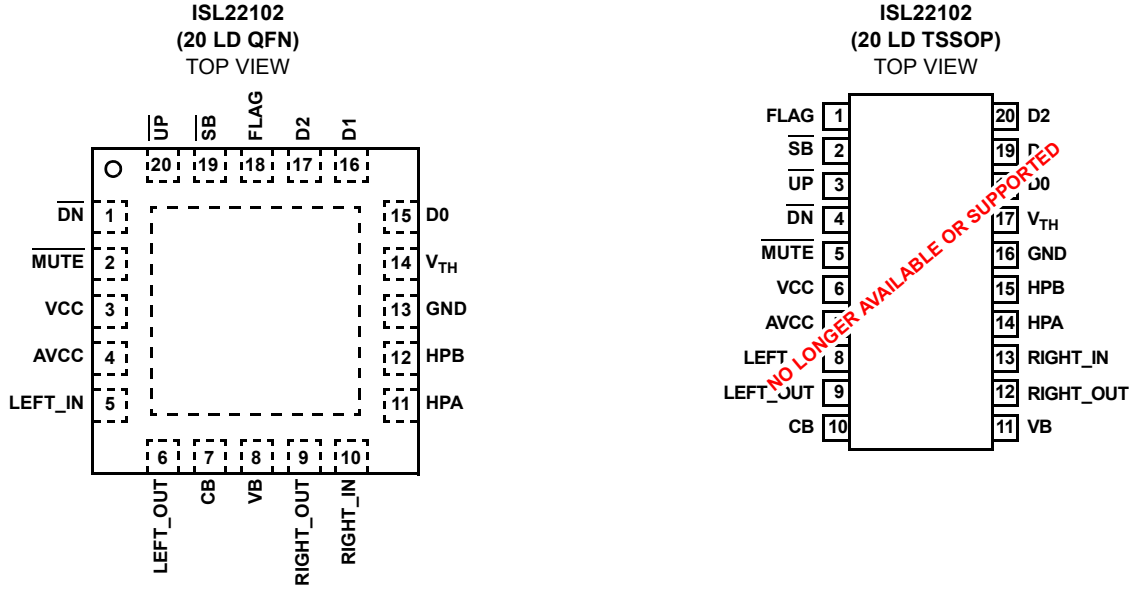 ISL22102
(20 LD QFN)
TOP VIEW
UP
SB
FLAG
D2
D1
20 19 18 17 16
DN 1
MUTE 2
VCC 3
AVCC 4
LEFT_IN 5
15 D0
14 VTH
13 GND
12 HPB
11 HPA
6 7 8 9 10
LEFT_OUT
CB
VB
RIGHT_OUT
RIGHT_IN
ISL22102
(20 LD TSSOP)
TOP VIEW
FLAG 1
SB 2
UP 3
DN 4
MUTE 5
VCC 6
AVCC
LEFT 8
LEFT_OUT 9
CB 10
20 D2
19
D0
17 VTH
16 GND
15 HPB
14 HPA
13 RIGHT_IN
12 RIGHT_OUT
11 VB
NO LONGER AVAILABLE OR SUPPORTED